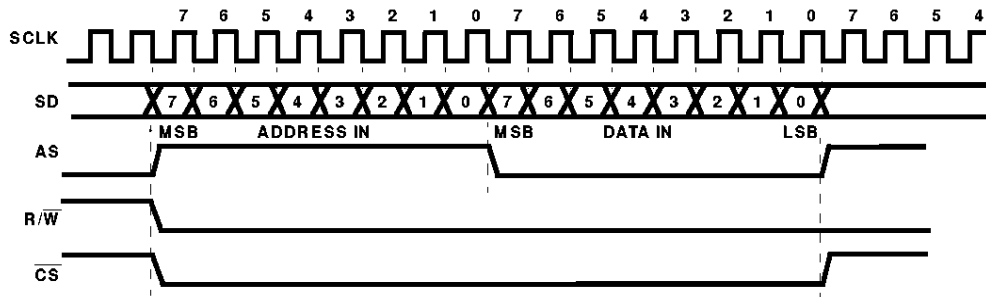 7 6 5 4 3 2 1 0 7 6 5 4 3 2 1 0 7 6 5 4
SCLK
SD 7 6 5 4 3 2 1 0 7 6 5 4 3 2 1 0
MSB ADDRESS IN MSB DATA IN LSB
AS
R/W̅
C̅S̅